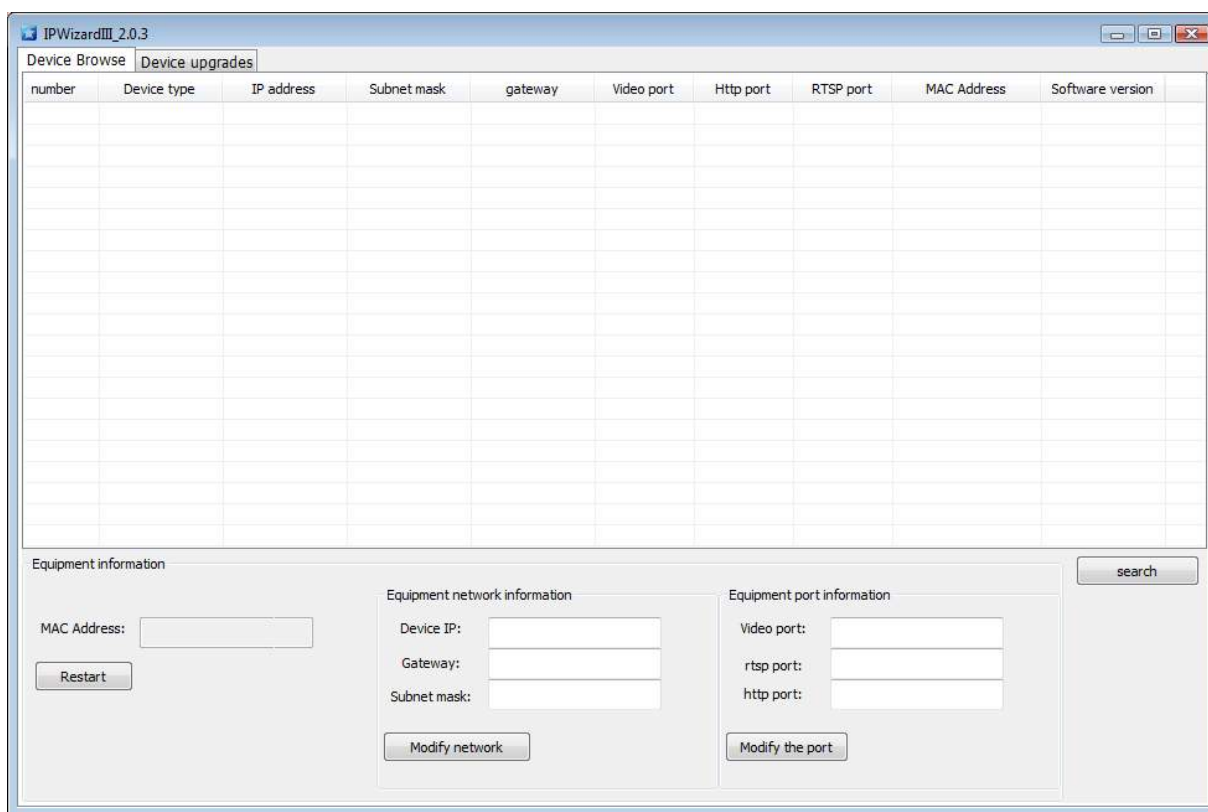 IPWizardIII_2.0.3
Device Browse Device upgrades
number Device type IP address Subnet mask gateway Video port Http port RTSP port MAC Address Software version
Equipment information
search
Equipment network information Equipment port information
MAC Address: Device IP: Video port:
Gateway: rtsp port:
Restart
Subnet mask: http port:
Modify network Modify the port